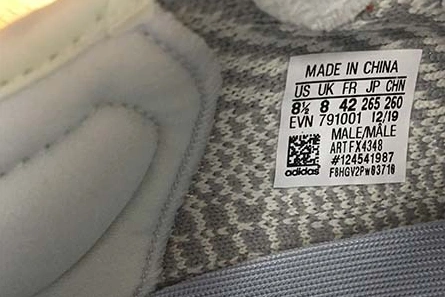 MADE IN CHINA
US UK FR JP CHN
8½ 8 42 265 260
EVN 791001 12/19
MALE/MÂLE
ART FX4348
#124541987
F8HGV2Pw03710
adidas